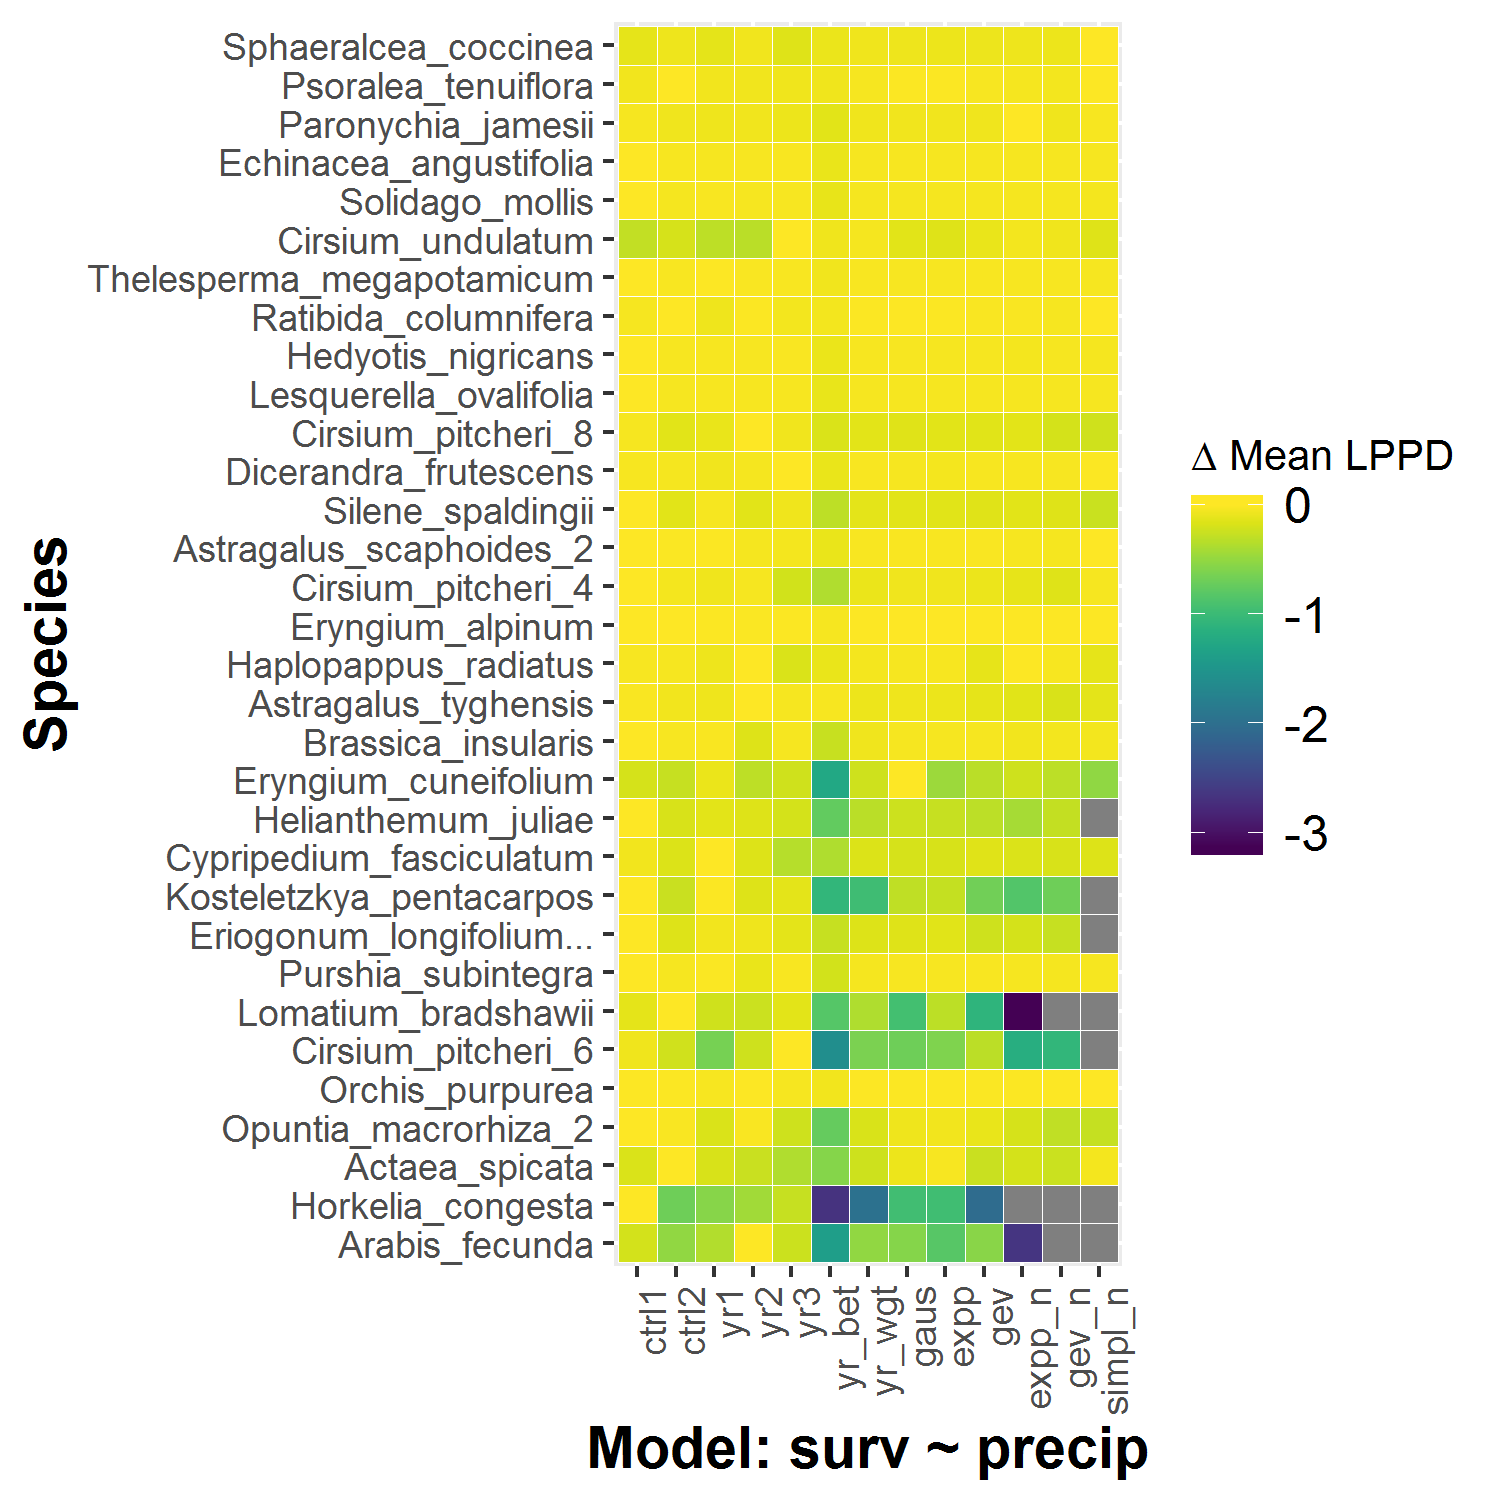 Sphaeralcea_coccinea
Psoralea_tenuiflora
Paronychia_jamesii
Echinacea_angustifolia
Solidago_mollis
Cirsium_undulatum
Thelesperma_megapotamicum
Ratibida_columnifera
Hedyotis_nigricans
Lesquerella_ovalifolia
Cirsium_pitcheri_8
Dicerandra_frutescens
Silene_spaldingii
Astragalus_scaphoides_2
Cirsium_pitcheri_4
Eryngium_alpinum
Haplopappus_radiatus
Astragalus_tyghensis
Brassica_insularis
Eryngium_cuneifolium
Helianthemum_juliae
Cypripedium_fasciculatum
Kosteletzkya_pentacarpos
Eriogonum_longifolium...
Purshia_subintegra
Lomatium_bradshawii
Cirsium_pitcheri_6
Orchis_purpurea
Opuntia_macrorhiza_2
Actaea_spicata
Horkelia_congesta
Arabis_fecunda
Species
ctrl1
ctrl2
yr1
yr2
yr3
yr_bet
yr_wgt
gaus
expp
gev
expp_n
gev_n
simpl_n
Model: surv ~ precip
Δ Mean LPPD
0
-1
-2
-3